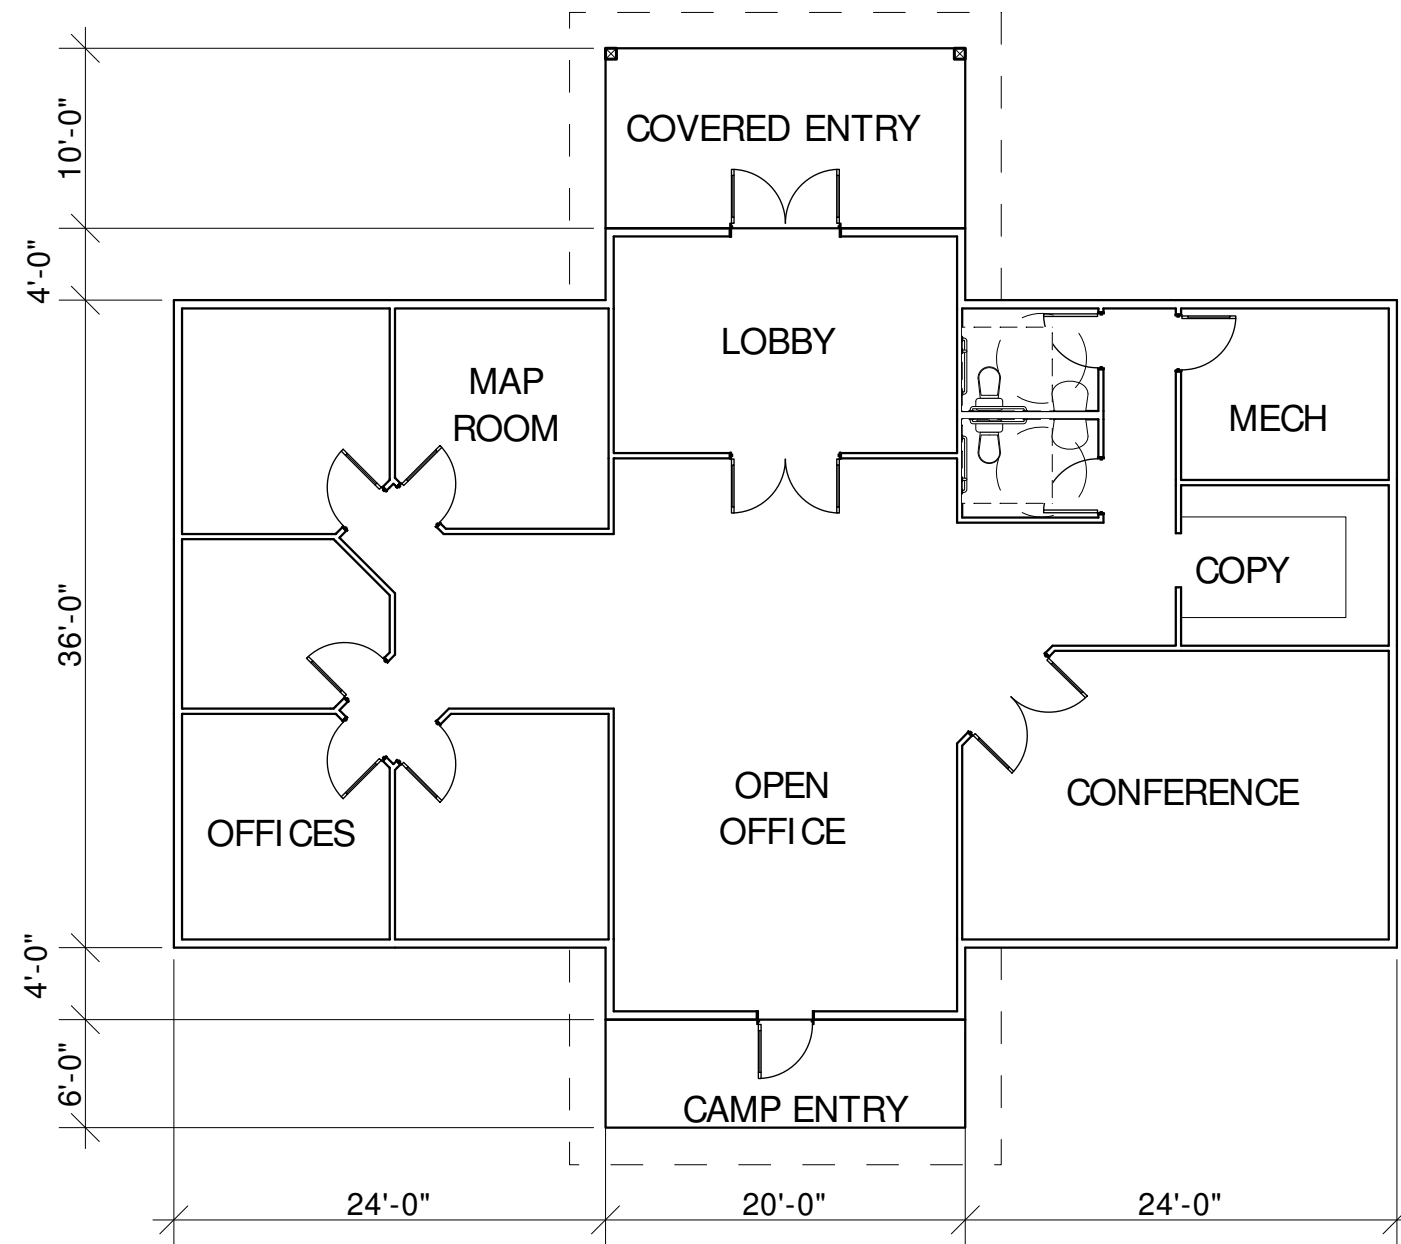 10'-0"
COVERED ENTRY
4'-0"
LOBBY
MAP
ROOM
MECH
COPY
36'-0"
OPEN
OFFICE
CONFERENCE
OFFICES
4'-0"
6'-0"
CAMP ENTRY
24'-0"
20'-0"
24'-0"